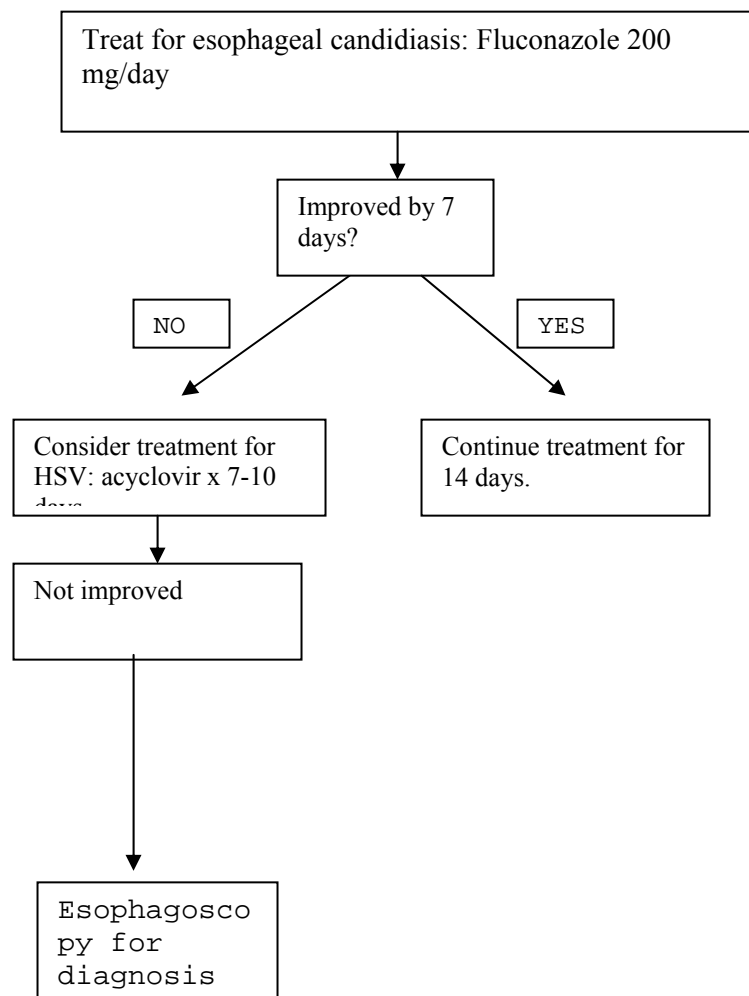 Treat for esophageal candidiasis: Fluconazole 200
mg/day
Improved by 7
days?
NO
YES
Consider treatment for
HSV: acyclovir x 7-10
days
Continue treatment for
14 days.
Not improved
Esophagosco
py for
diagnosis